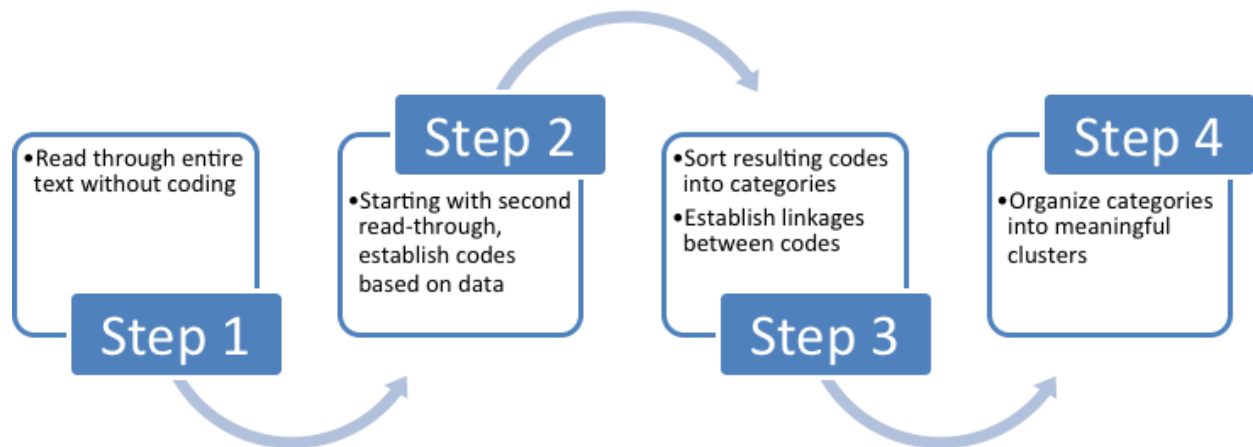 •Read through entire
text without coding
Step 1
Step 2
•Starting with second
read-through,
establish codes
based on data
•Sort resulting codes
into categories
•Establish linkages
between codes
Step 3
Step 4
•Organize categories
into meaningful
clusters